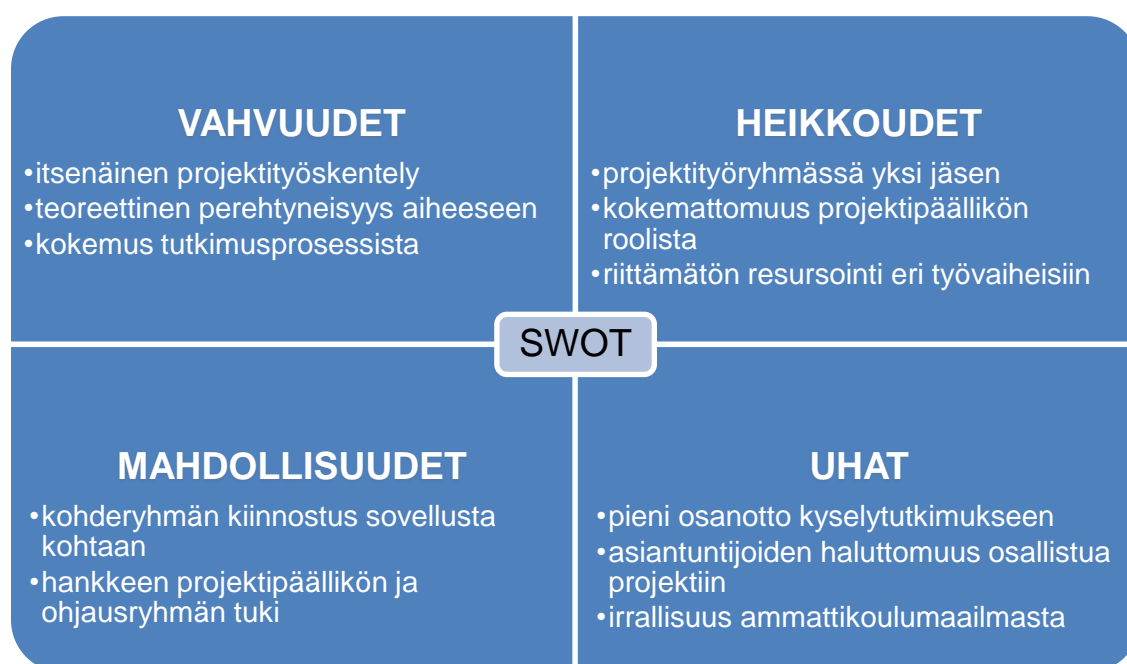 VAHVUUDET
•itsenäinen projektityöskentely
•teoreettinen perehtyneisyys aiheeseen
•kokemus tutkimusprosessista
HEIKKOUDET
•projektityöryhmässä yksi jäsen
•kokemattomuus projektipäällikön
roolista
•riittämätön resursointi eri työvaiheisiin
SWOT
MAHDOLLISUUDET
•kohderyhmän kiinnostus sovellusta
kohtaan
•hankkeen projektipäällikön ja
ohjausryhmän tuki
UHAT
•pieni osanotto kyselytutkimukseen
•asiantuntijoiden haluttomuus osallistua
projektiin
•irrallisuus ammattikoulumaailmasta